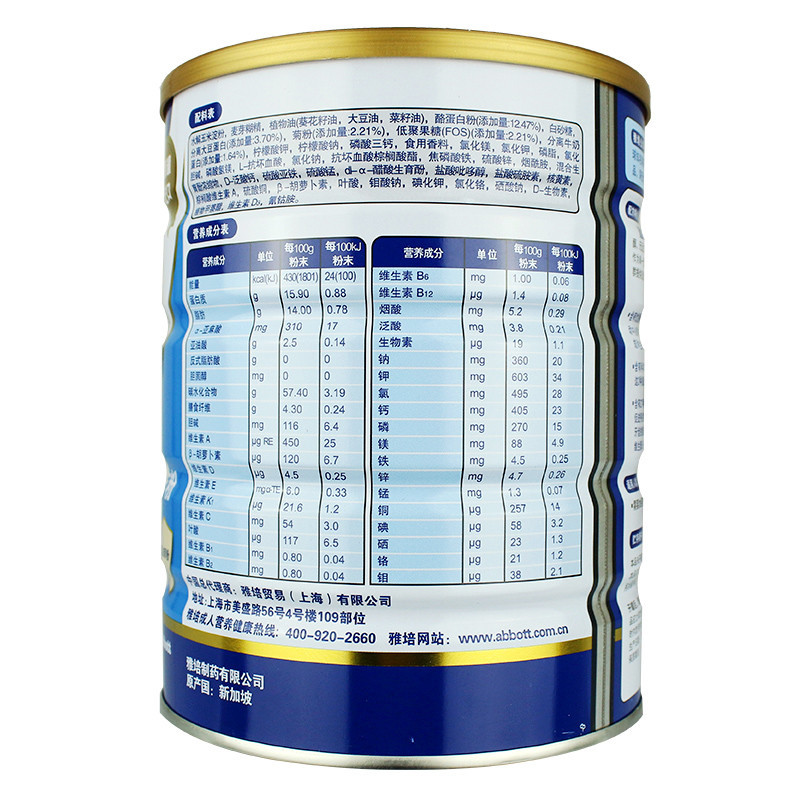 配料表
水解玉米淀粉，麦芽糊精，植物油(葵花籽油，大豆油，菜籽油)，酪蛋白粉(添加量:12.47%)，白砂糖，
分离大豆蛋白(添加量:3.70%)，菊粉(添加量:2.21%)，低聚果糖(FOS)(添加量:2.21%)，分离牛奶
蛋白(添加量:1.64%)，柠檬酸钾，柠檬酸钠，磷酸三钙，食用香料，氯化镁，氯化钾，磷脂，氯化
胆碱，磷酸氢镁，L-抗坏血酸，氯化钠，抗坏血酸棕榈酸酯，焦磷酸铁，硫酸锌，烟酰胺，混合生
D-泛酸钙，硫酸亚铁，硫酸锰，dl-α-醋酸生育酚，盐酸吡哆醇，盐酸硫胺素，核黄素，
棕榈酸维生素A，硫酸铜，β-胡萝卜素，叶酸，钼酸钠，碘化钾，氯化铬，硒酸钠，D-生物素，
植物甲萘醌，维生素D₃，氰钴胺。
营养成分表
营养成分 单位 每100g粉末 每100kJ粉末
能量 kcal(kJ) 430(1801) 24(100)
蛋白质 g 15.90 0.88
脂肪 g 14.00 0.78
α-亚麻酸 mg 310 17
亚油酸 g 2.5 0.14
反式脂肪酸 g 0 0
胆固醇 mg 0 0
碳水化合物 g 57.40 3.19
膳食纤维 g 4.30 0.24
胆碱 mg 116 6.4
维生素 A μg RE 450 25
β-胡萝卜素 μg 120 6.7
维生素 D μg 4.5 0.25
维生素 E mgα-TE 6.0 0.33
维生素 K₁ μg 21.6 1.2
维生素 C mg 54 3.0
叶酸 μg 117 6.5
维生素 B₁ mg 0.80 0.04
维生素 B₂ mg 0.80 0.04
营养成分 单位 每100g粉末 每100kJ粉末
维生素 B₆ mg 1.00 0.06
维生素 B₁₂ μg 1.4 0.08
烟酸 mg 5.2 0.29
泛酸 mg 3.8 0.21
生物素 μg 19 1.1
钠 mg 360 20
钾 mg 603 34
氯 mg 495 28
钙 mg 405 23
磷 mg 270 15
镁 mg 88 4.9
铁 mg 4.5 0.25
锌 mg 4.7 0.26
锰 mg 1.3 0.07
铜 μg 257 14
碘 μg 58 3.2
硒 μg 23 1.3
铬 μg 21 1.2
钼 μg 38 2.1
中国总代理商：雅培贸易（上海）有限公司
地址:上海市美盛路56号4号楼109部位
雅培成人营养健康热线：400-920-2660 雅培网站：www.abbott.com.cn
雅培制药有限公司
原产国：新加坡